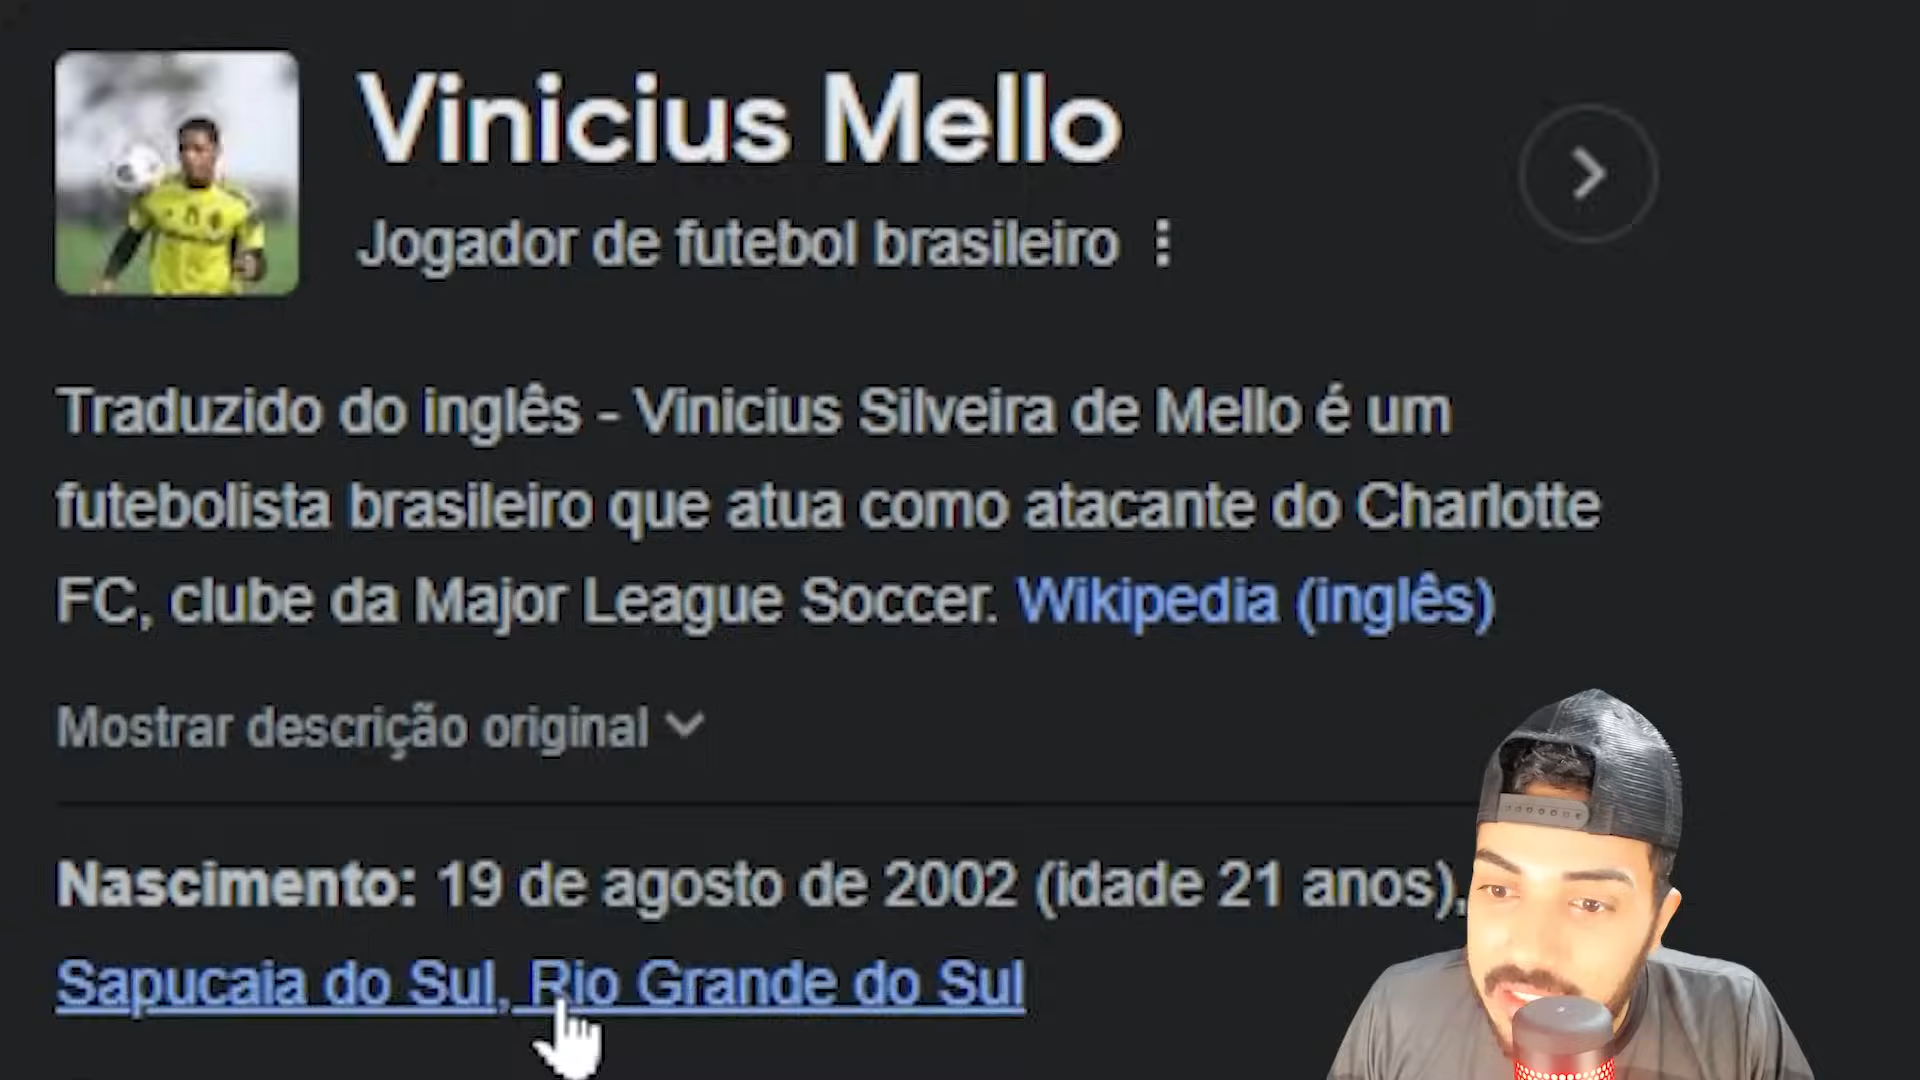 Vinicius Mello
Jogador de futebol brasileiro
Traduzido do inglês - Vinicius Silveira de Mello é um
futebolista brasileiro que atua como atacante do Charlotte
FC, clube da Major League Soccer. Wikipedia (inglês)
Mostrar descrição original
Nascimento: 19 de agosto de 2002 (idade 21 anos),
Sapucaia do Sul, Rio Grande do Sul